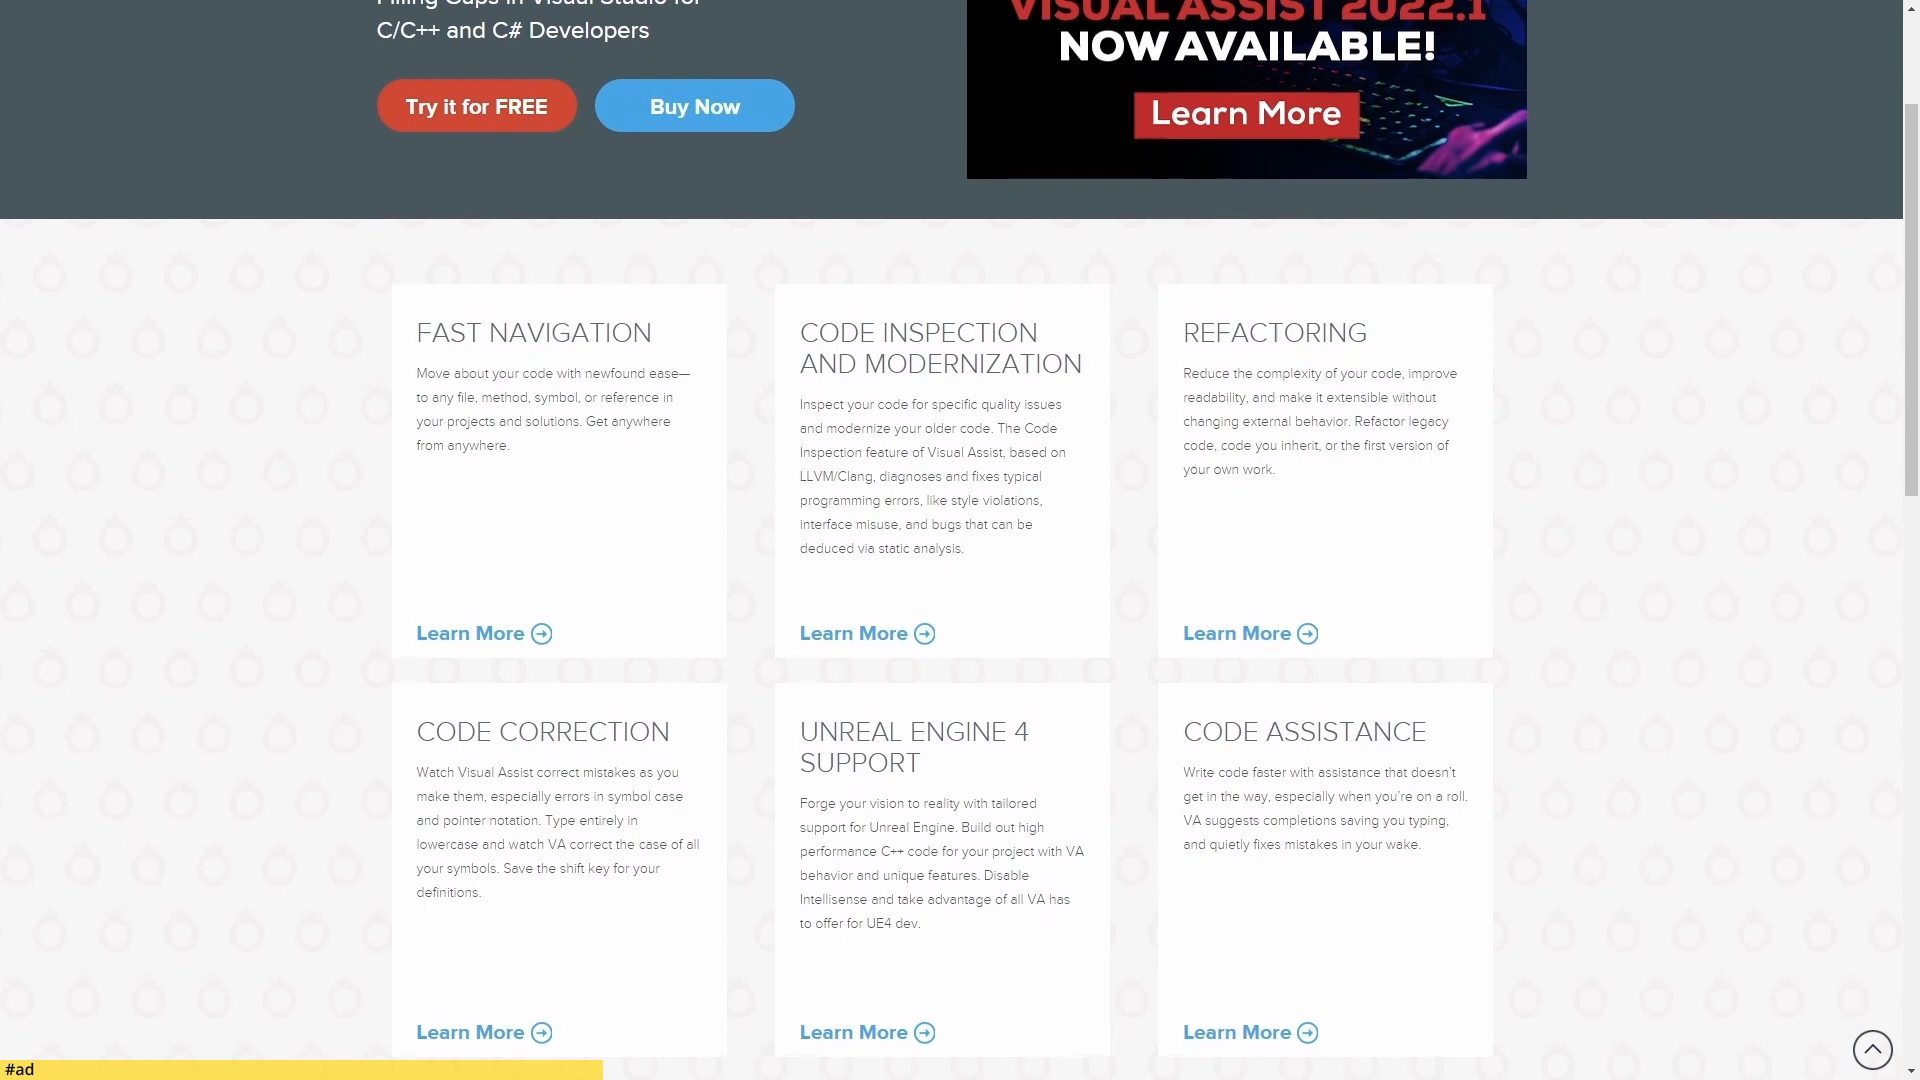 Filling Gaps in Visual Studio for
C/C++ and C# Developers
Try it for FREE
Buy Now
VISUAL ASSIST 2022.1
NOW AVAILABLE!
Learn More
FAST NAVIGATION
Move about your code with newfound ease—
to any file, method, symbol, or reference in
your projects and solutions. Get anywhere
from anywhere.
Learn More
CODE INSPECTION
AND MODERNIZATION
Inspect your code for specific quality issues
and modernize your older code. The Code
Inspection feature of Visual Assist, based on
LLVM/Clang, diagnoses and fixes typical
programming errors, like style violations,
interface misuse, and bugs that can be
deduced via static analysis.
Learn More
REFACTORING
Reduce the complexity of your code, improve
readability, and make it extensible without
changing external behavior. Refactor legacy
code, code you inherit, or the first version of
your own work.
Learn More
CODE CORRECTION
Watch Visual Assist correct mistakes as you
make them, especially errors in symbol case
and pointer notation. Type entirely in
lowercase and watch VA correct the case of all
your symbols. Save the shift key for your
definitions.
Learn More
UNREAL ENGINE 4
SUPPORT
Forge your vision to reality with tailored
support for Unreal Engine. Build out high
performance C++ code for your project with VA
behavior and unique features. Disable
Intellisense and take advantage of all VA has
to offer for UE4 dev.
Learn More
CODE ASSISTANCE
Write code faster with assistance that doesn't
get in the way, especially when you're on a roll.
VA suggests completions saving you typing,
and quietly fixes mistakes in your wake.
Learn More
#ad